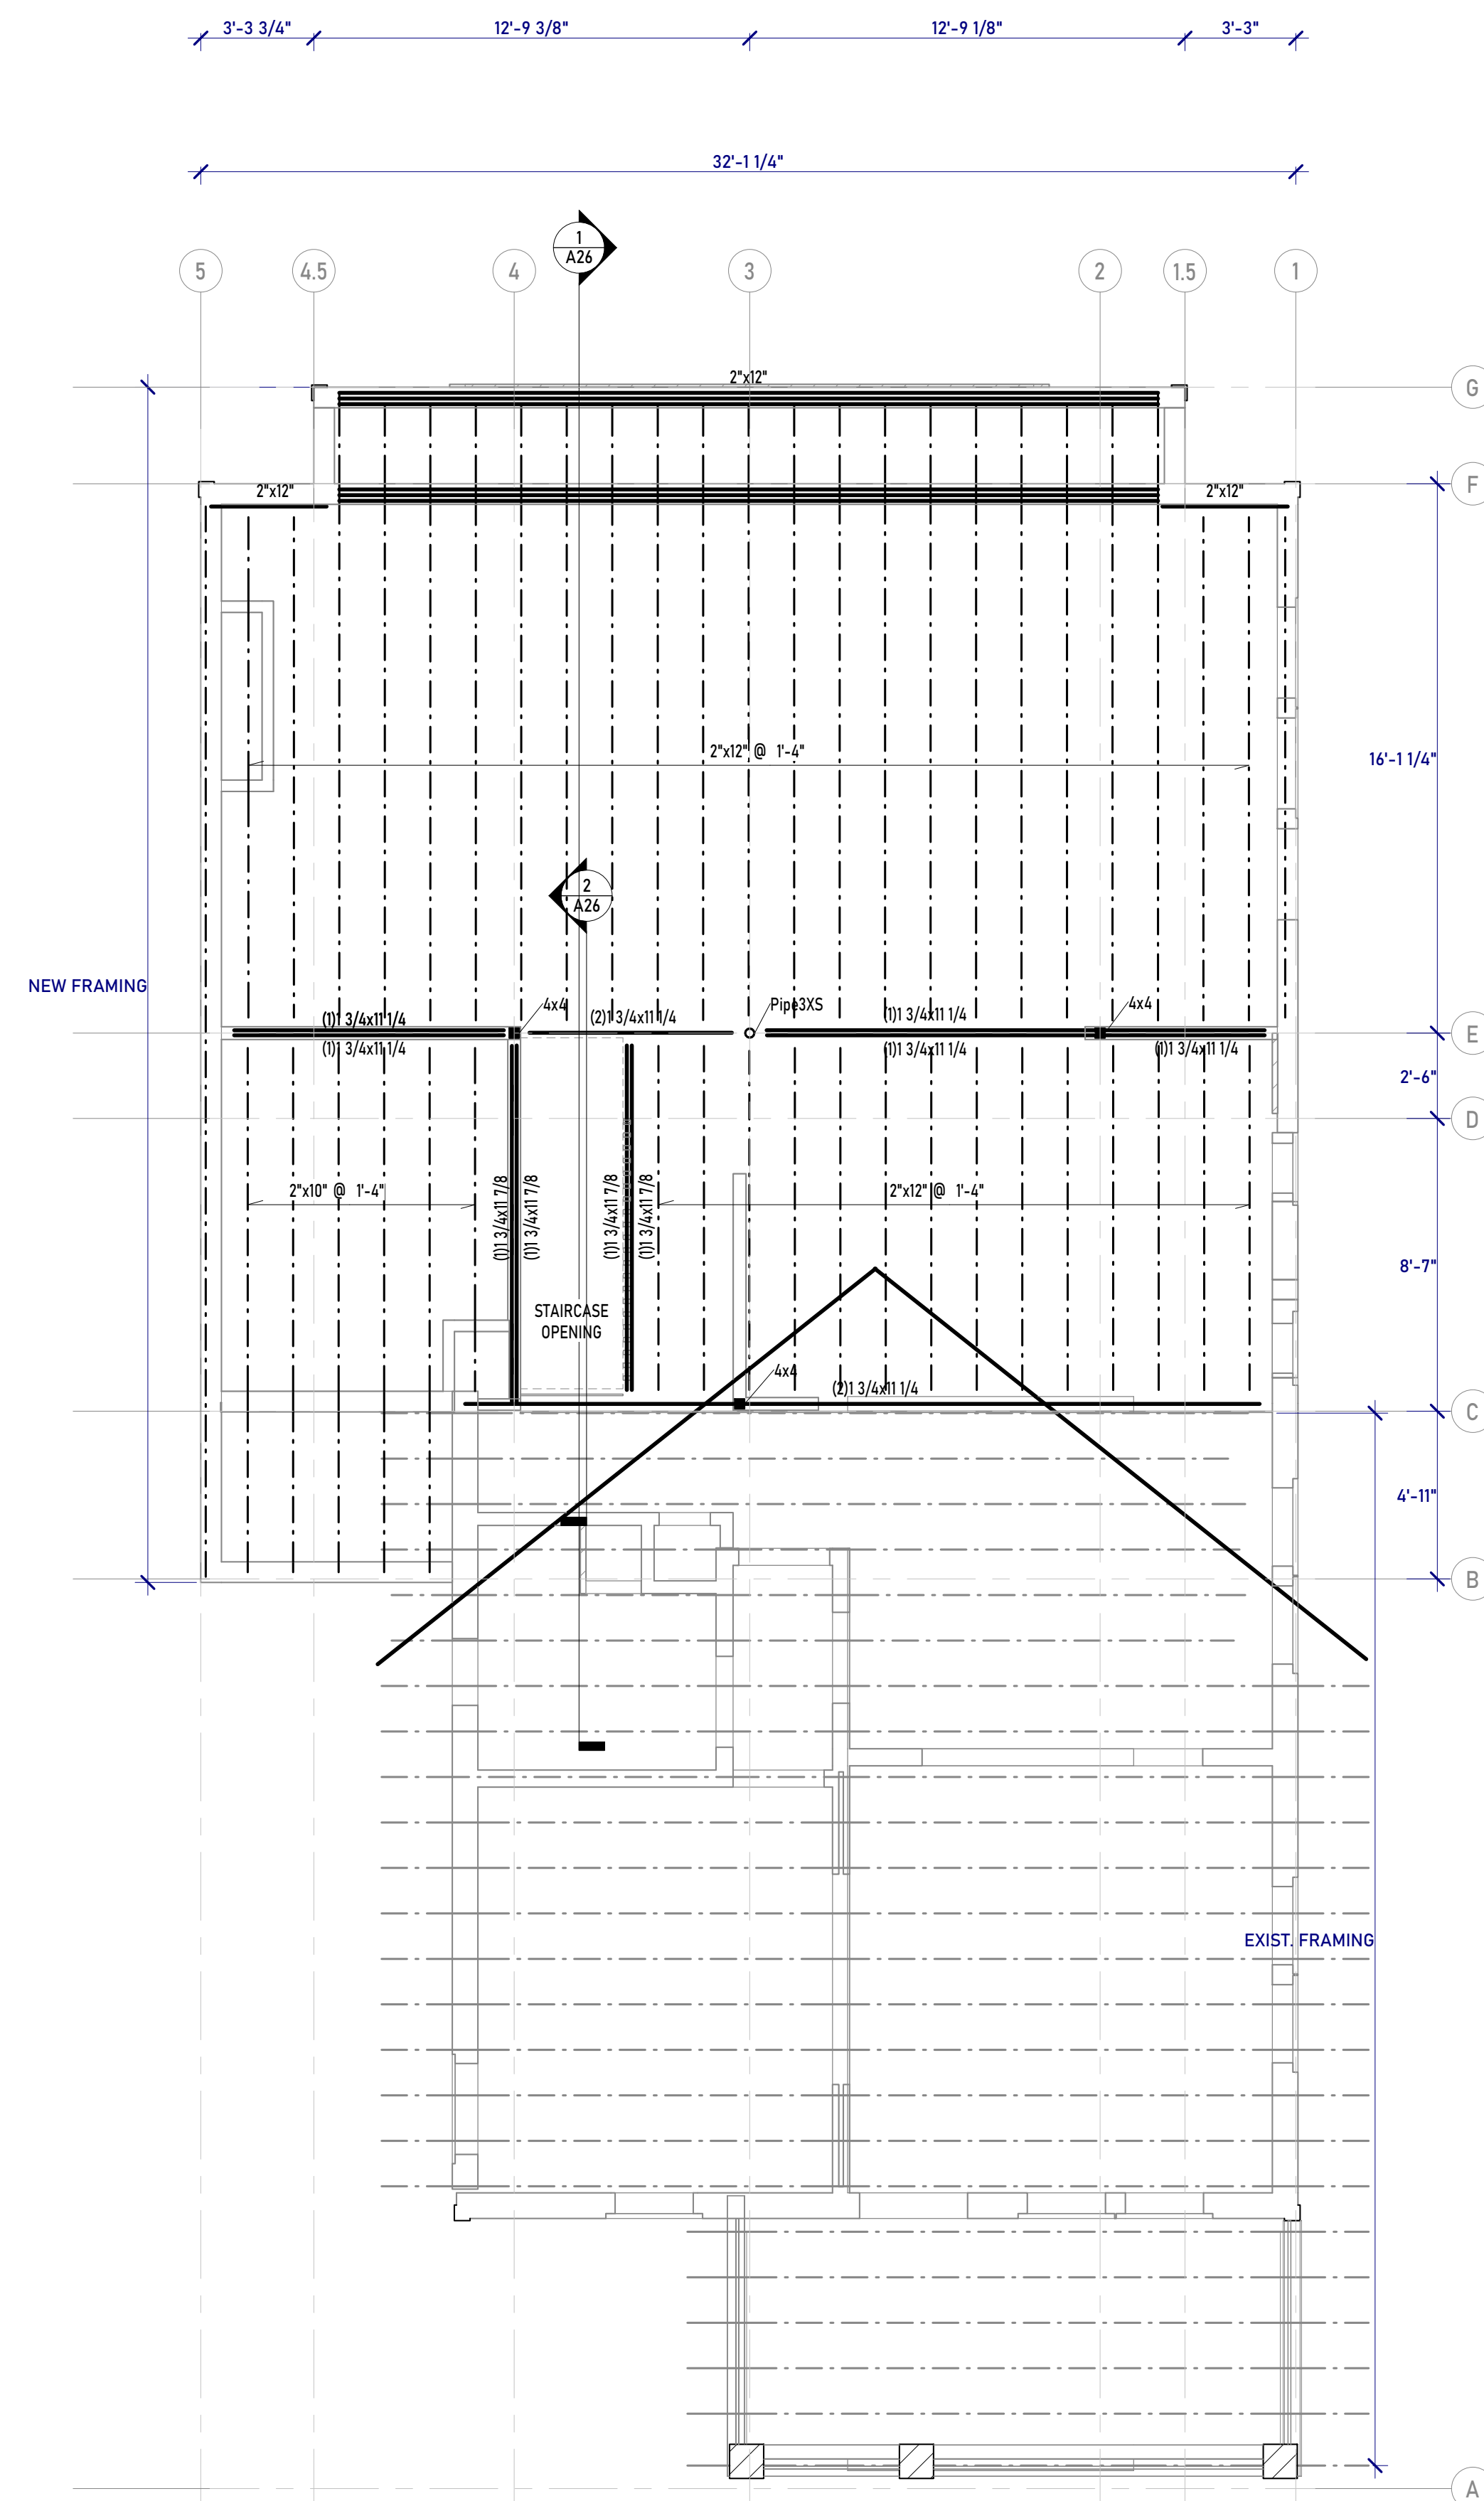 3'-3 3/4" 12'-9 3/8" 12'-9 1/8" 3'-3"
32'-1 1/4"
1
A26
5 4.5 4 3 2 1.5 1
2"x12"
G
2"x12" 2"x12"
F
2"x12" @ 1'-4"
16'-1 1/4"
2
A26
NEW FRAMING
4x4
Pipe3XS
4x4
(1)1 3/4x11 1/4
(2)1 3/4x11 1/4
(1)1 3/4x11 1/4
E
(1)1 3/4x11 1/4
(1)1 3/4x11 1/4
(1)1 3/4x11 1/4
2'-6"
D
2"x10" @ 1'-4"
(1)1 3/4x11 7/8
(1)1 3/4x11 7/8
(1)1 3/4x11 7/8
(1)1 3/4x11 7/8
2"x12" @ 1'-4"
8'-7"
STAIRCASE
OPENING
4x4
(2)1 3/4x11 1/4
C
4'-11"
B
EXIST. FRAMING
A